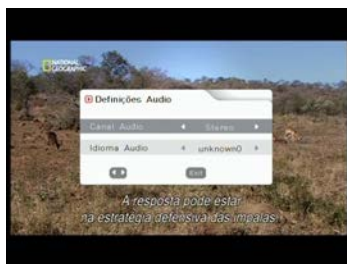 NATIONAL
GEOGRAPHIC
Definições Audio
Canal Audio Stereo
Idioma Audio unknown0
Exit
A resposta pode estar
na estratégia defensiva das impalas.